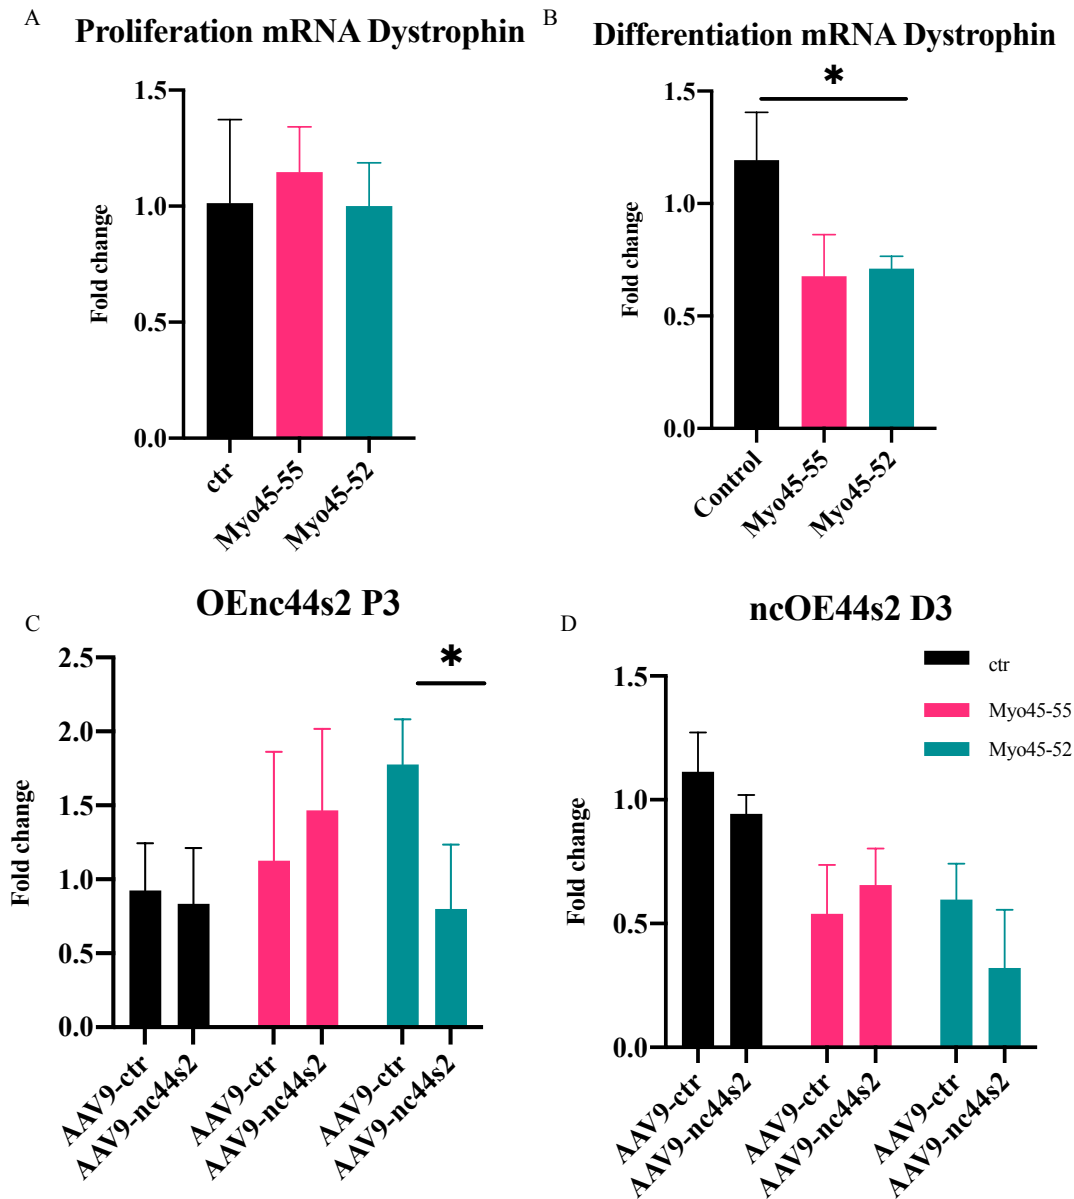 A
Proliferation mRNA Dystrophin
1.5
1.0
0.5
0.0
Fold change
ctr
Myo45-55
Myo45-52
B
Differentiation mRNA Dystrophin
*
1.5
1.0
0.5
0.0
Fold change
Control
Myo45-55
Myo45-52
C
OEnc44s2 P3
*
2.5
2.0
1.5
1.0
0.5
0.0
Fold change
AAV9-ctr
AAV9-nc44s2
AAV9-ctr
AAV9-nc44s2
AAV9-ctr
AAV9-nc44s2
D
ncOE44s2 D3
ctr
Myo45-55
Myo45-52
1.5
1.0
0.5
0.0
Fold change
AAV9-ctr
AAV9-nc44s2
AAV9-ctr
AAV9-nc44s2
AAV9-ctr
AAV9-nc44s2